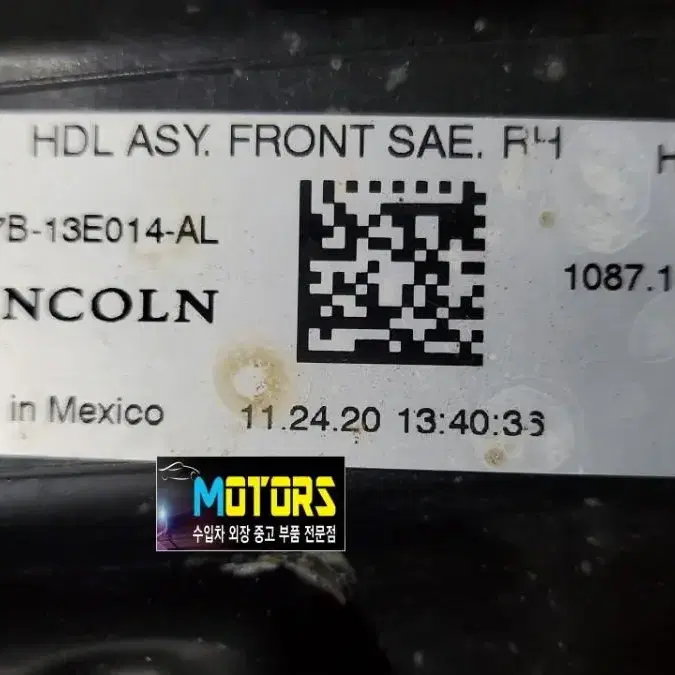 HDL ASY. FRONT SAE. RH
H
7B-13E014-AL
1087.1
NCOLN
in Mexico
11.24.20 13:40:36
MOTORS
수입차 외장 중고 부품 전문점